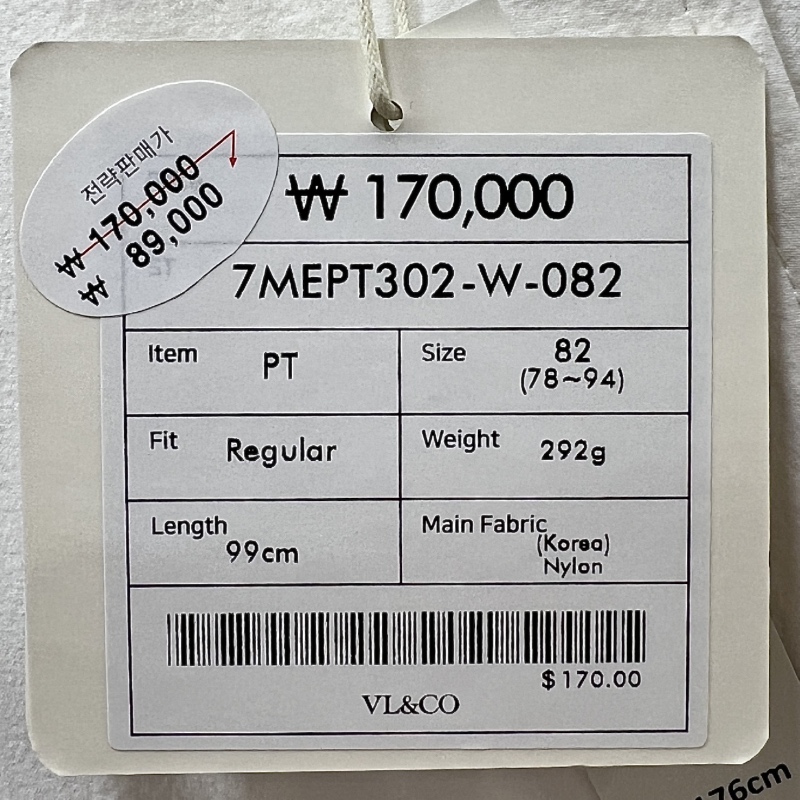 전략판매가
₩ 170,000
₩ 89,000
₩ 170,000
7MEPT302-W-082
Item PT
Size 82
(78~94)
Fit Regular
Weight 292g
Length
99cm
Main Fabric
(Korea)
Nylon
$170.00
VL&CO
176cm